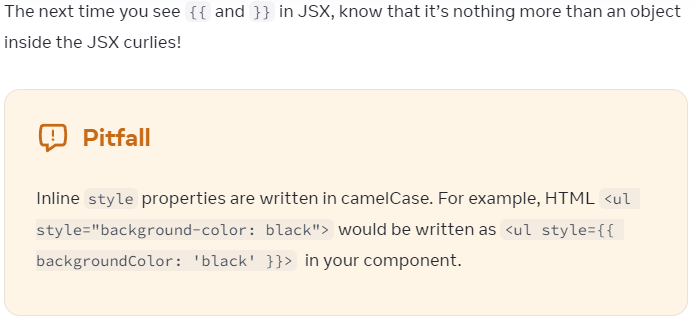 The next time you see {{ and }} in JSX, know that it’s nothing more than an object
inside the JSX curlies!
Pitfall
Inline style properties are written in camelCase. For example, HTML <ul
style="background-color: black"> would be written as <ul style={{
backgroundColor: 'black' }}> in your component.